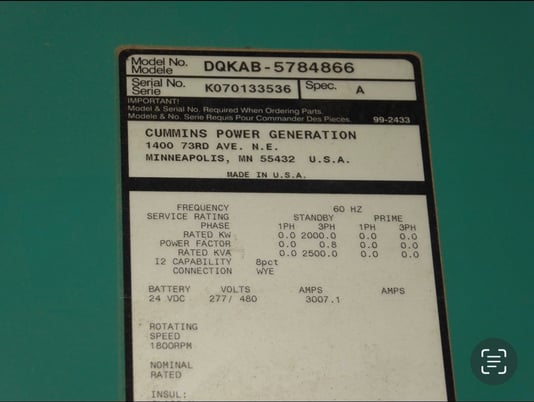 Model No. DQKAB-5784866
Modele
Serial No. K070133536 Spec. A
Serie
IMPORTANT!
Model & Serial No. Required When Ordering Parts.
Modele & No. Serie Requis Pour Commander Des Pieces. 99-2433
CUMMINS POWER GENERATION
1400 73RD AVE. N.E.
MINNEAPOLIS, MN 55432 U.S.A.
MADE IN U.S.A.
FREQUENCY 60 HZ
SERVICE RATING STANDBY PRIME
PHASE 1PH 3PH 1PH 3PH
RATED KW 0.0 2000.0 0.0 0.0
POWER FACTOR 0.0 0.8 0.0 0.0
RATED KVA 0.0 2500.0 0.0 0.0
I2 CAPABILITY 8pct
CONNECTION WYE
BATTERY VOLTS AMPS AMPS
24 VDC 277/ 480 3007.1
ROTATING
SPEED
1800RPM
NOMINAL
RATED
INSUL: